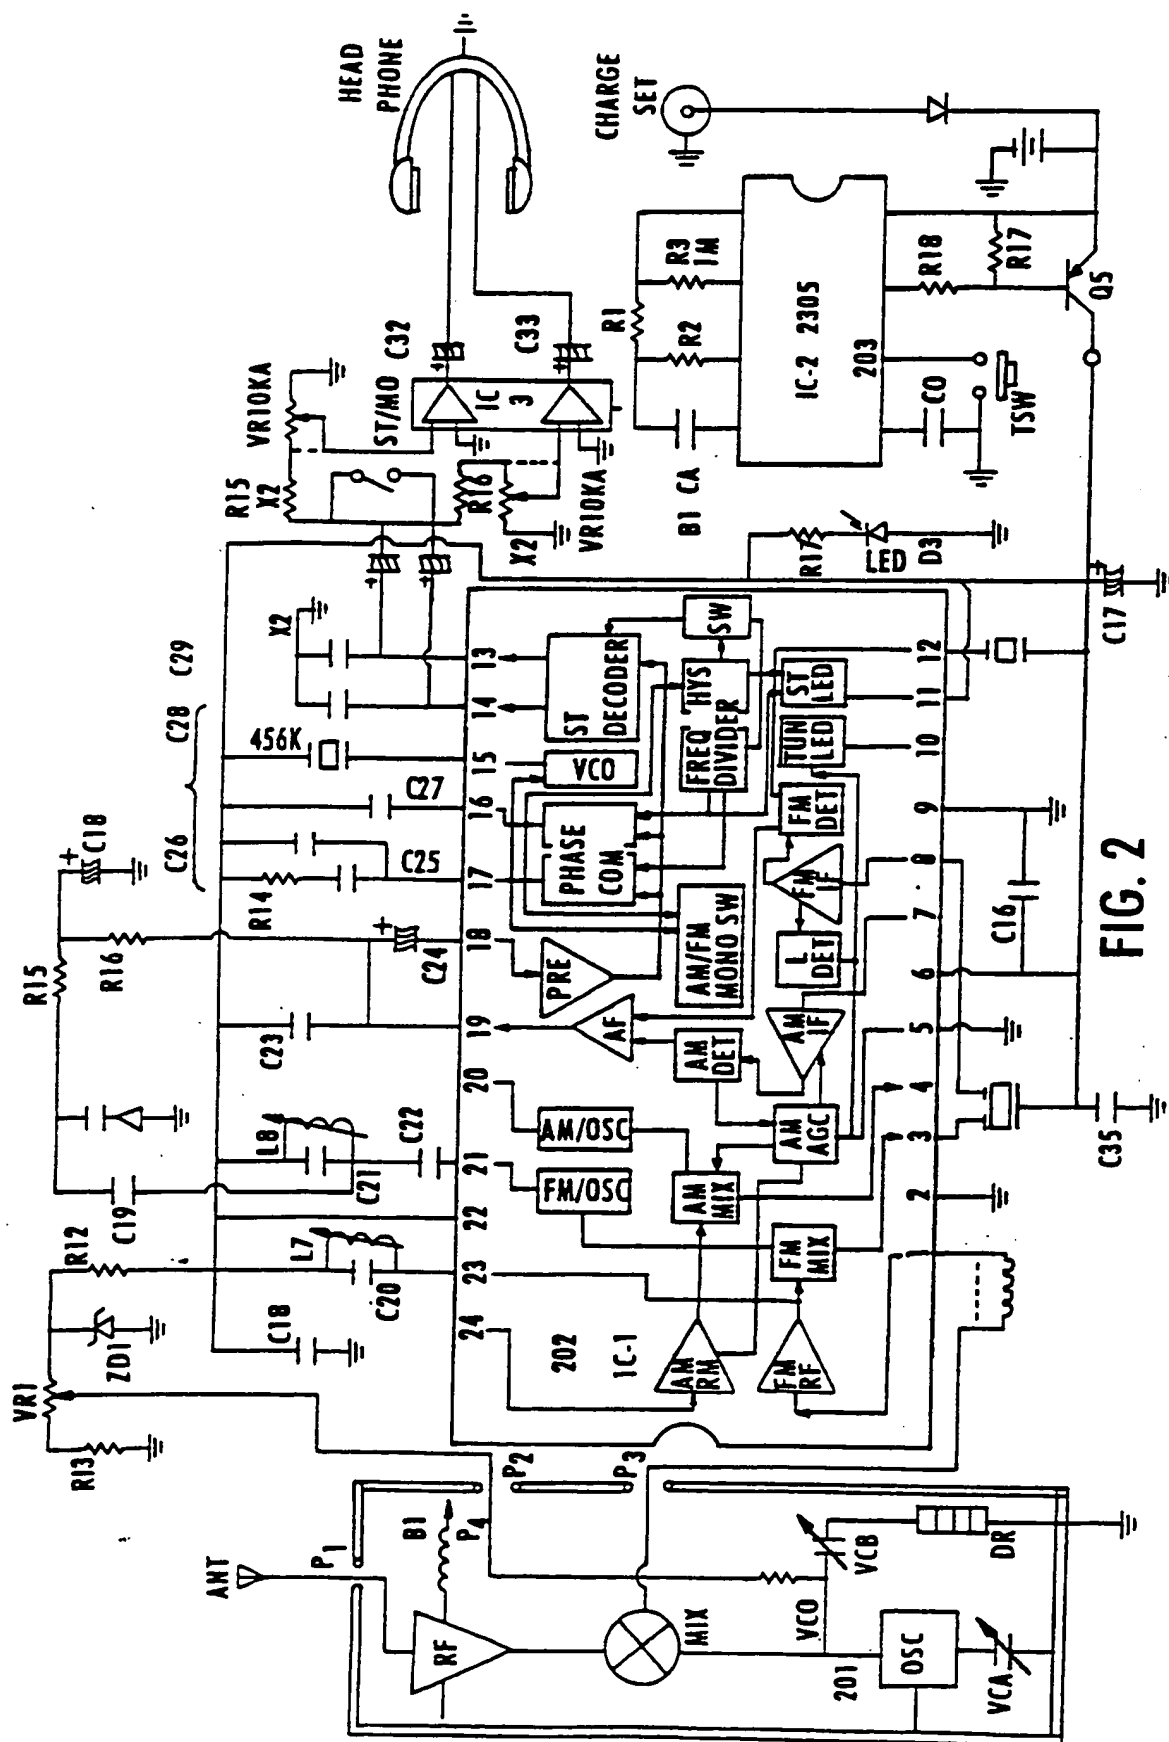 HEAD
PHONE
CHARGE
SET
VR10KA
ST/MO
IC
3
C32
C33
R15
X2
R16
X2
VR10KA
R1
R2
R3
1M
B1 CA
IC-2 2305
203
CO
TSW
R18
R17
Q5
R17
LED
D3
C17
X2
C29
C28
C26
456K
C27
C25
R14
C18
R15
R16
C24
C23
L8
C21
C22
C19
R12
L7
C20
C18
ZD1
VR1
R13
24
23
22
21
20
19
18
17
16
15
14
13
ST
DECODER
SW
HYS
FREQ
DIVIDER
VCO
PHASE
COM
PRE
AF
AM/FM
MONO SW
AM
DET
AM/OSC
FM/OSC
AM
MIX
AM
AGC
AM
IF
L
DET
FM
IF
FM
DET
TUN
LED
ST
LED
FM
MIX
AM
RM
FM
RF
202
IC-1
2
3
4
5
6
7
8
9
10
11
12
C16
C35
ANT
P1
B1
P4
P2
P3
RF
MIX
VCO
VCB
DR
201
OSC
VCA
FIG. 2